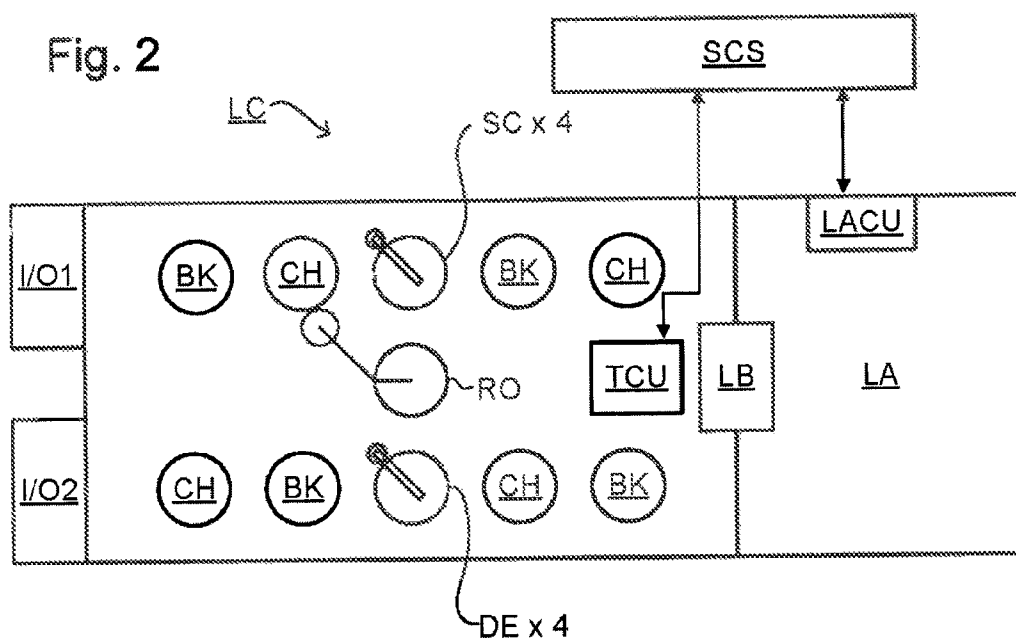 Fig. 2
SCS
LC
SC x 4
LACU
I/O1
BK
CH
BK
CH
TCU
LB
LA
RO
I/O2
CH
BK
CH
BK
DE x 4